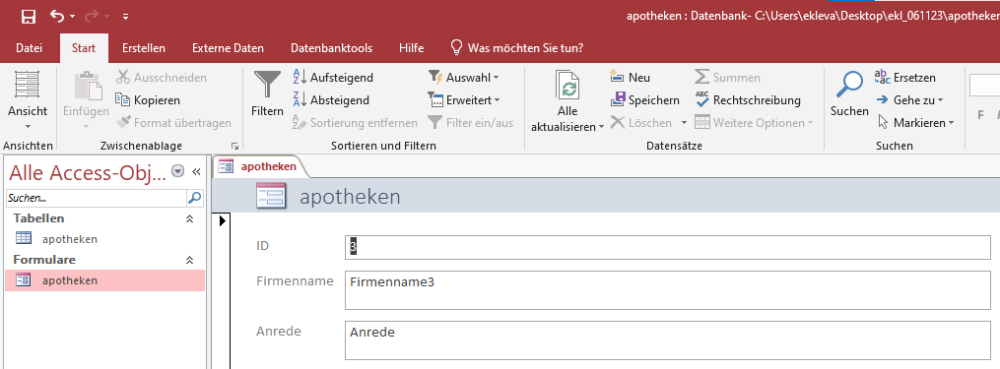 apotheken : Datenbank- C:\Users\ekleva\Desktop\ekl_061123\apotheken
Datei Start Erstellen Externe Daten Datenbanktools Hilfe Was möchten Sie tun?
Ansicht
Ansichten
Einfügen
Ausschneiden
Kopieren
Format übertragen
Zwischenablage
Filtern
Aufsteigend
Absteigend
Sortierung entfernen
Auswahl
Erweitert
Filter ein/aus
Sortieren und Filtern
Alle
aktualisieren
Neu
Speichern
Löschen
Summen
Rechtschreibung
Weitere Optionen
Datensätze
Suchen
Ersetzen
Gehe zu
Markieren
Suchen
F
Alle Access-Obj...
Suchen...
Tabellen
apotheken
Formulare
apotheken
apotheken
apotheken
ID 3
Firmenname Firmenname3
Anrede Anrede